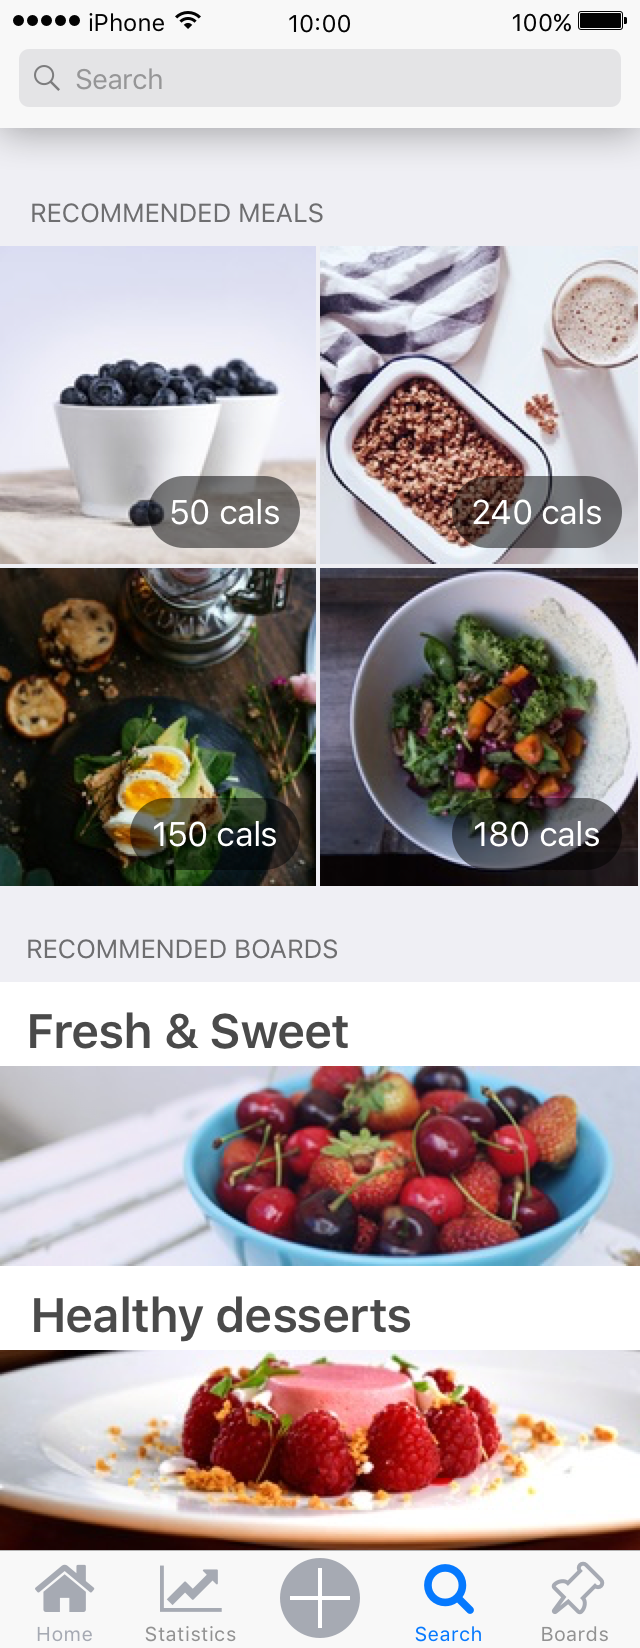 iPhone 10:00 100%
Search
RECOMMENDED MEALS
50 cals
240 cals
150 cals
180 cals
RECOMMENDED BOARDS
Fresh & Sweet
Healthy desserts
Home Statistics Search Boards